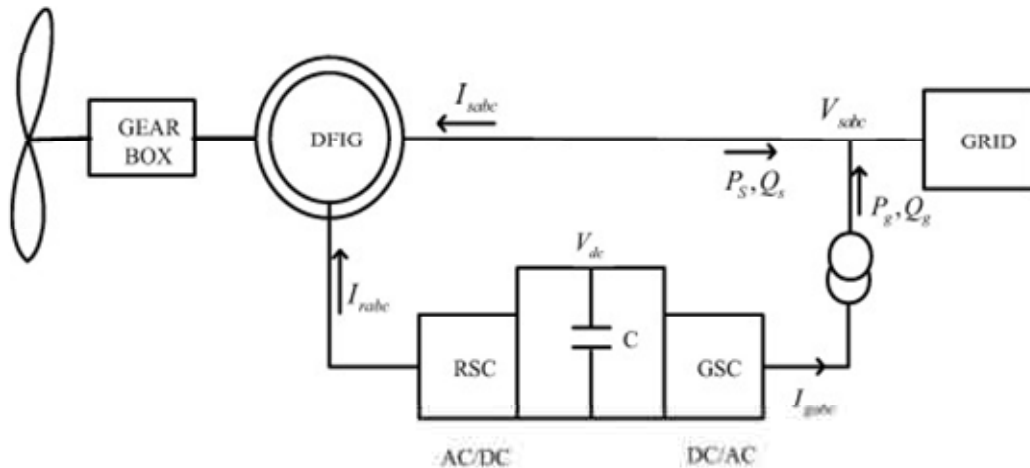 GEAR
BOX
DFIG
I_sabc
V_sabc
GRID
P_S, Q_s
P_g, Q_g
V_dc
I_rabc
C
RSC
GSC
I_gabc
AC/DC
DC/AC